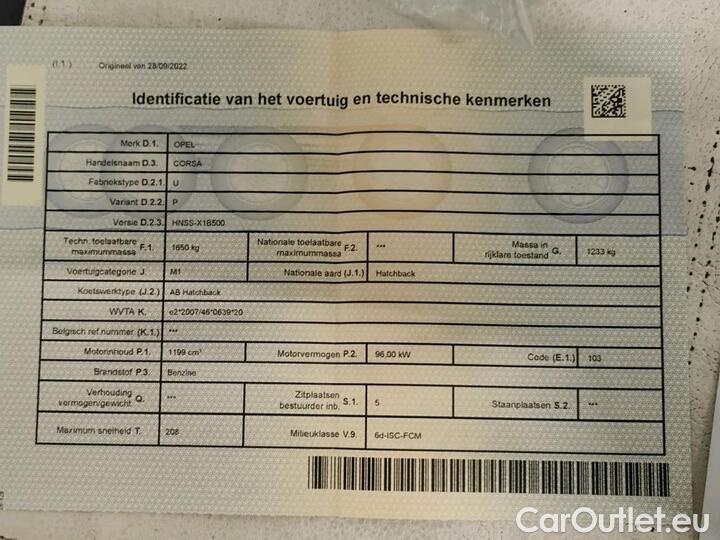 (I.1.) Origineel van 28/09/2022
Identificatie van het voertuig en technische kenmerken
Merk D.1. OPEL
Handelsnaam D.3. CORSA
Fabriekstype D.2.1. U
Variant D.2.2. P
Versie D.2.3. HNSS-X1B500
Techn. toelaatbare maximummassa F.1. 1650 kg Nationale toelaatbare maximummassa F.2. *** Massa in rijklare toestand G. 1233 kg
Voertuigcategorie J. M1 Nationale aard (J.1.) Hatchback
Koetswerktype (J.2.) AB Hatchback
WVTA K. e2*2007/46*0639*20
Belgisch ref.nummer (K.1.) ***
Motorinhoud P.1. 1199 cm³ Motorvermogen P.2. 96,00 kW Code (E.1.) 103
Brandstof P.3. Benzine
Verhouding vermogen/gewicht Q. *** Zitplaatsen bestuurder inb. S.1. 5 Staanplaatsen S.2. ***
Maximum snelheid T. 208 Milieuklasse V.9. 6d-ISC-FCM
CarOutlet.eu